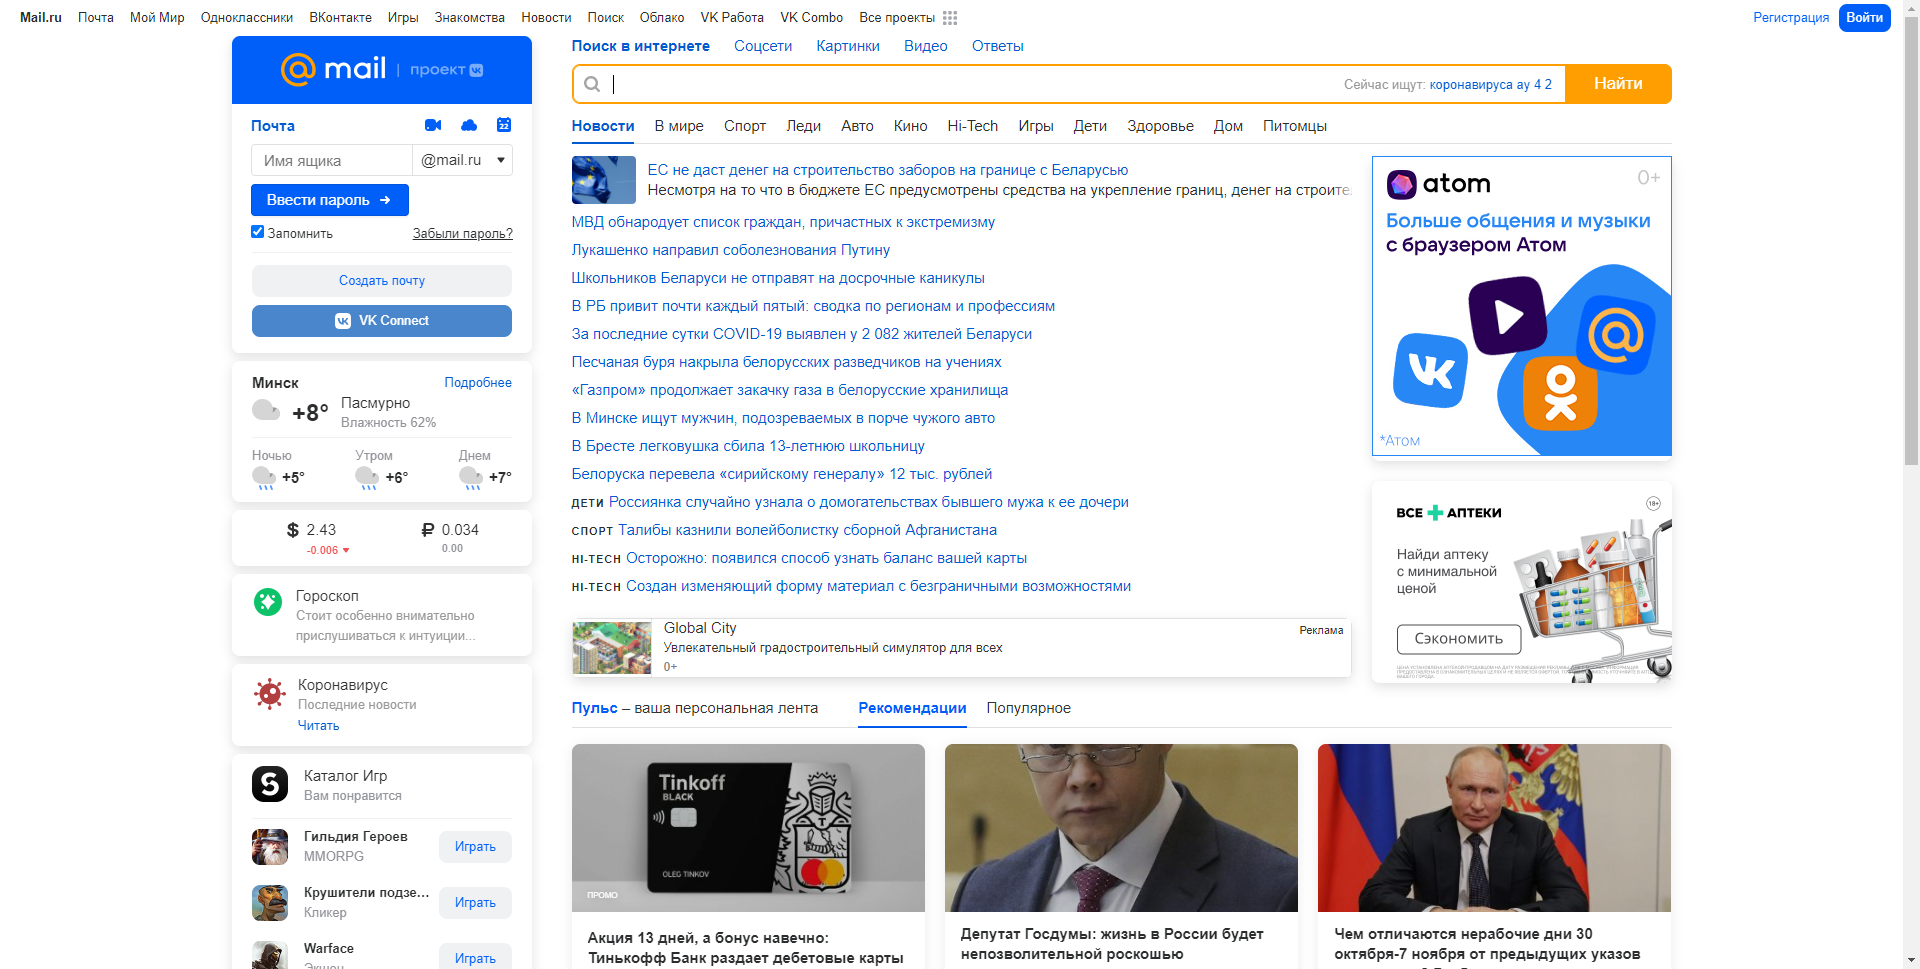 Mail.ru Почта Мой Мир Одноклассники ВКонтакте Игры Знакомства Новости Поиск Облако VK Работа VK Combo Все проекты
Регистрация Войти
@mail | проект
Почта
22
Имя ящика @mail.ru
Ввести пароль →
Запомнить Забыли пароль?
Создать почту
VK Connect
Минск Подробнее
+8° Пасмурно
Влажность 62%
Ночью Утром Днем
+5° +6° +7°
$ 2.43 ₽ 0.034
-0.006 0.00
Гороскоп
Стоит особенно внимательно
прислушиваться к интуиции...
Коронавирус
Последние новости
Читать
Каталог Игр
Вам понравится
Гильдия Героев
MMORPG
Играть
Крушители подзе...
Кликер
Играть
Warface
Экшен
Играть
Поиск в интернете Соцсети Картинки Видео Ответы
Сейчас ищут: коронавируса ау 4 2 Найти
Новости В мире Спорт Леди Авто Кино Hi-Tech Игры Дети Здоровье Дом Питомцы
ЕС не даст денег на строительство заборов на границе с Беларусью
Несмотря на то что в бюджете ЕС предусмотрены средства на укрепление границ, денег на строите
МВД обнародует список граждан, причастных к экстремизму
Лукашенко направил соболезнования Путину
Школьников Беларуси не отправят на досрочные каникулы
В РБ привит почти каждый пятый: сводка по регионам и профессиям
За последние сутки COVID-19 выявлен у 2 082 жителей Беларуси
Песчаная буря накрыла белорусских разведчиков на учениях
«Газпром» продолжает закачку газа в белорусские хранилища
В Минске ищут мужчин, подозреваемых в порче чужого авто
В Бресте легковушка сбила 13-летнюю школьницу
Белоруска перевела «сирийскому генералу» 12 тыс. рублей
ДЕТИ Россиянка случайно узнала о домогательствах бывшего мужа к ее дочери
СПОРТ Талибы казнили волейболистку сборной Афганистана
HI-TECH Осторожно: появился способ узнать баланс вашей карты
HI-TECH Создан изменяющий форму материал с безграничными возможностями
Global City
Увлекательный градостроительный симулятор для всех
0+
Реклама
atom 0+
Больше общения и музыки
с браузером Атом
*Атом
ВСЕ АПТЕКИ 18+
Найди аптеку
с минимальной
ценой
Сэкономить
Пульс – ваша персональная лента Рекомендации Популярное
Tinkoff
BLACK
OLEG TINKOV
ПРОМО
Акция 13 дней, а бонус навечно:
Тинькофф Банк раздает дебетовые карты
Депутат Госдумы: жизнь в России будет
непозволительной роскошью
Чем отличаются нерабочие дни 30
октября-7 ноября от предыдущих указов